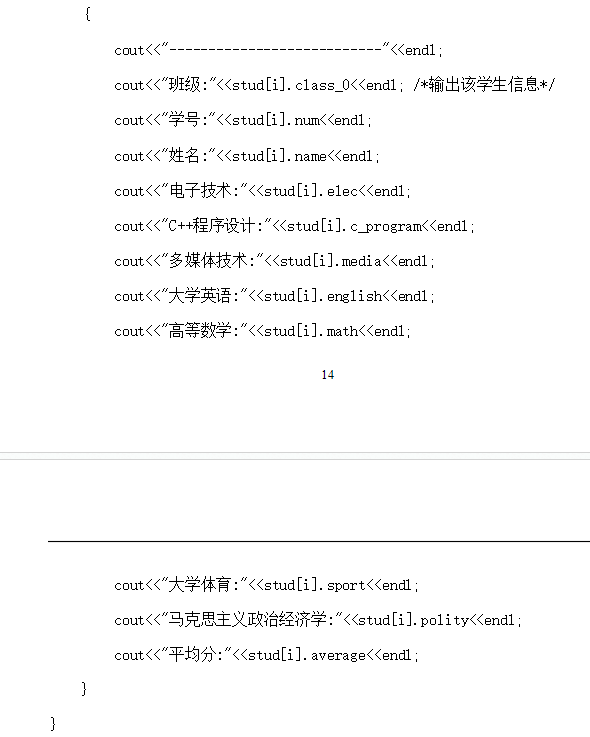 {
cout<<"---------------------------"<<endl;
cout<<"班级:"<<stud[i].class_0<<endl; /*输出该学生信息*/
cout<<"学号:"<<stud[i].num<<endl;
cout<<"姓名:"<<stud[i].name<<endl;
cout<<"电子技术:"<<stud[i].elec<<endl;
cout<<"C++程序设计:"<<stud[i].c_program<<endl;
cout<<"多媒体技术:"<<stud[i].media<<endl;
cout<<"大学英语:"<<stud[i].english<<endl;
cout<<"高等数学:"<<stud[i].math<<endl;
14
cout<<"大学体育:"<<stud[i].sport<<endl;
cout<<"马克思主义政治经济学:"<<stud[i].polity<<endl;
cout<<"平均分:"<<stud[i].average<<endl;
}
}